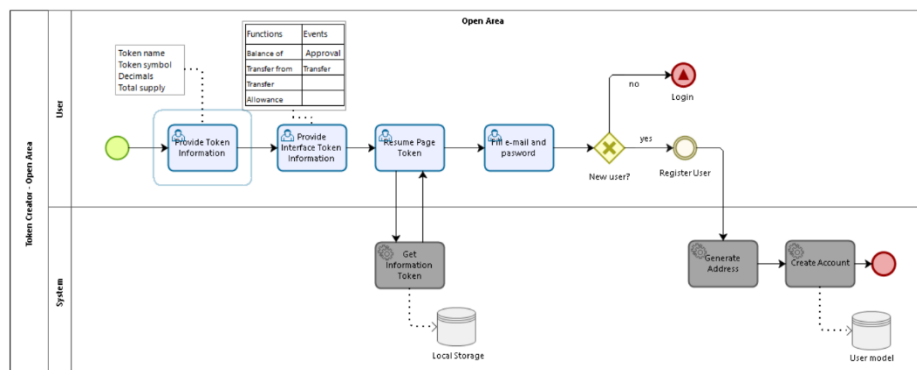 Open Area
Token Creator - Open Area
User
System
Token name
Token symbol
Decimals
Total supply
Functions Events
Balance of Approval
Transfer from Transfer
Transfer
Allowance
Provide Token
Information
Provide
Interface Token
Information
Resume Page
Token
Fill e-mail and
pasword
New user?
no
Login
yes
Register User
Get
Information
Token
Local Storage
Generate
Address
Create Account
User model